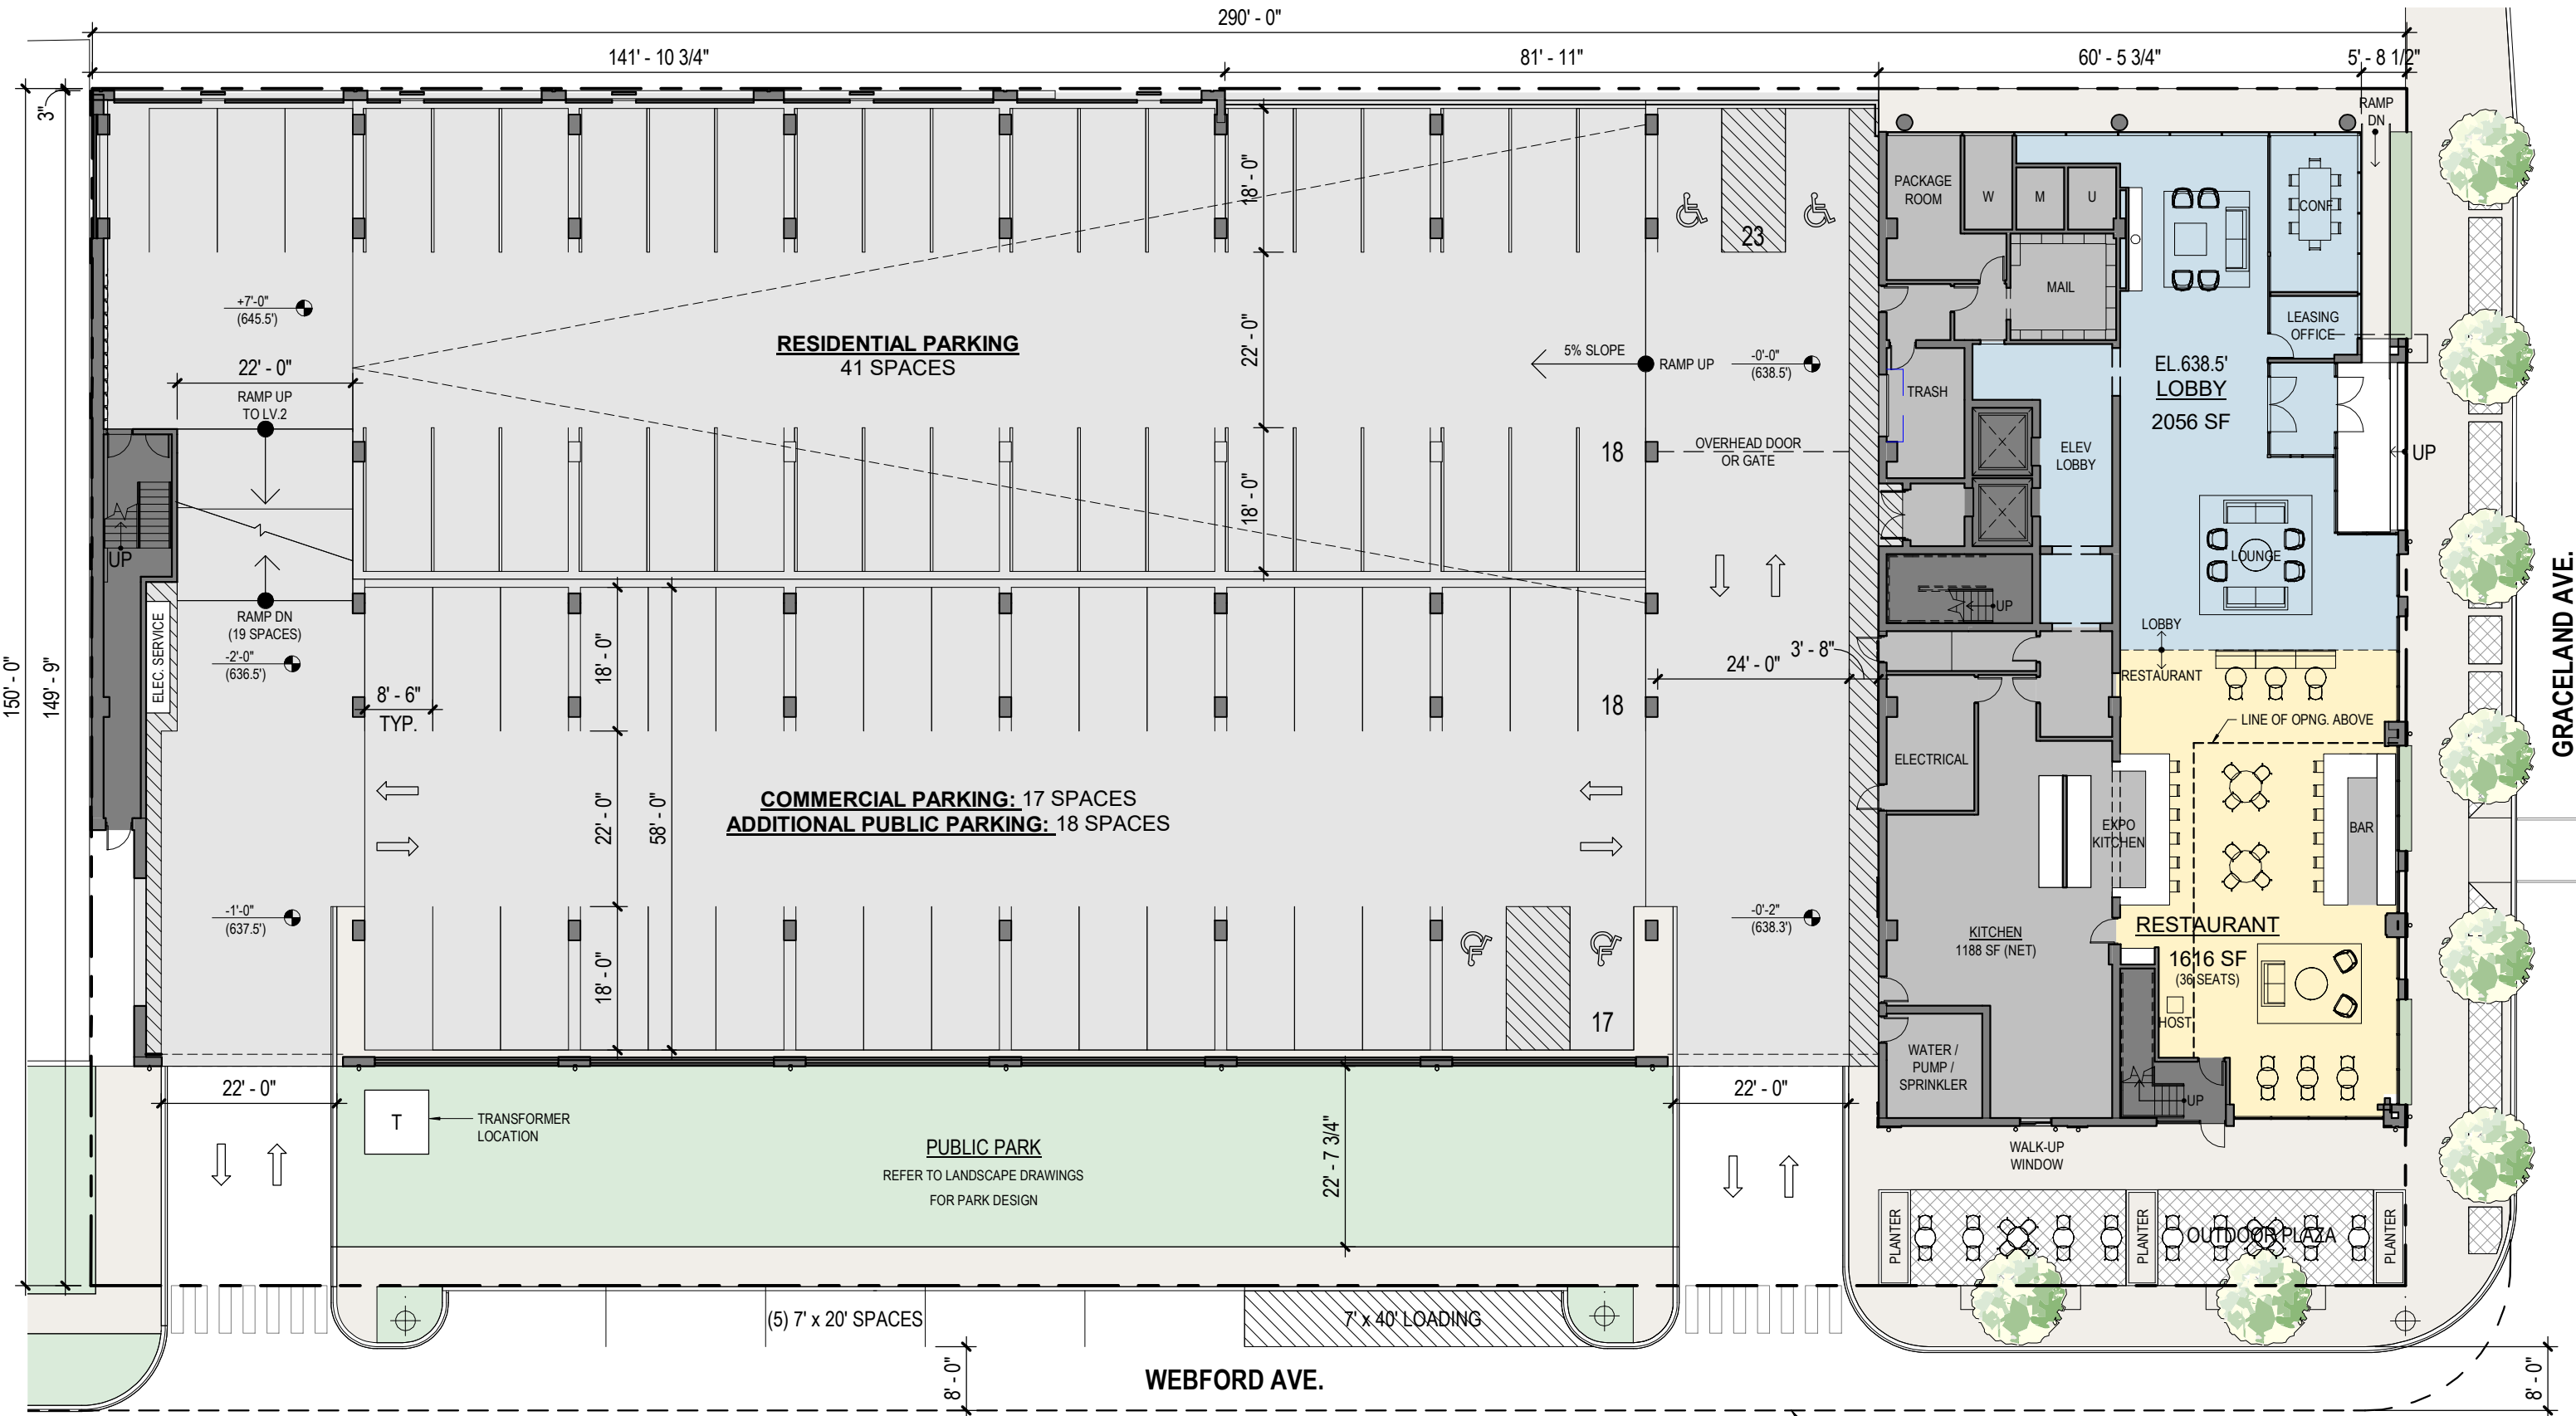 290' - 0"
141' - 10 3/4"
81' - 11"
60' - 5 3/4"
5' - 8 1/2"
3"
150' - 0"
149' - 9"
RAMP
DN
PACKAGE
ROOM
W
M
U
CONF
18' - 0"
23
MAIL
+7'-0"
(645.5')
LEASING
OFFICE
RESIDENTIAL PARKING
41 SPACES
22' - 0"
5% SLOPE
RAMP UP
-0'-0"
(638.5')
EL.638.5'
LOBBY
2056 SF
22' - 0"
RAMP UP
TO LV.2
TRASH
18
OVERHEAD DOOR
OR GATE
ELEV
LOBBY
UP
18' - 0"
UP
LOUNGE
GRACELAND AVE.
ELEC. SERVICE
RAMP DN
(19 SPACES)
-2'-0"
(636.5')
UP
LOBBY
RESTAURANT
18' - 0"
24' - 0"
3' - 8"
8' - 6"
TYP.
18
LINE OF OPNG. ABOVE
ELECTRICAL
COMMERCIAL PARKING: 17 SPACES
ADDITIONAL PUBLIC PARKING: 18 SPACES
22' - 0"
58' - 0"
EXPO
KITCHEN
BAR
-1'-0"
(637.5')
-0'-2"
(638.3')
KITCHEN
1188 SF (NET)
RESTAURANT
1616 SF
(36 SEATS)
18' - 0"
17
HOST
WATER /
PUMP /
SPRINKLER
UP
22' - 0"
22' - 0"
T
TRANSFORMER
LOCATION
PUBLIC PARK
REFER TO LANDSCAPE DRAWINGS
FOR PARK DESIGN
22' - 7 3/4"
WALK-UP
WINDOW
PLANTER
PLANTER
OUTDOOR PLAZA
PLANTER
(5) 7' x 20' SPACES
7' x 40' LOADING
8' - 0"
WEBFORD AVE.
8' - 0"